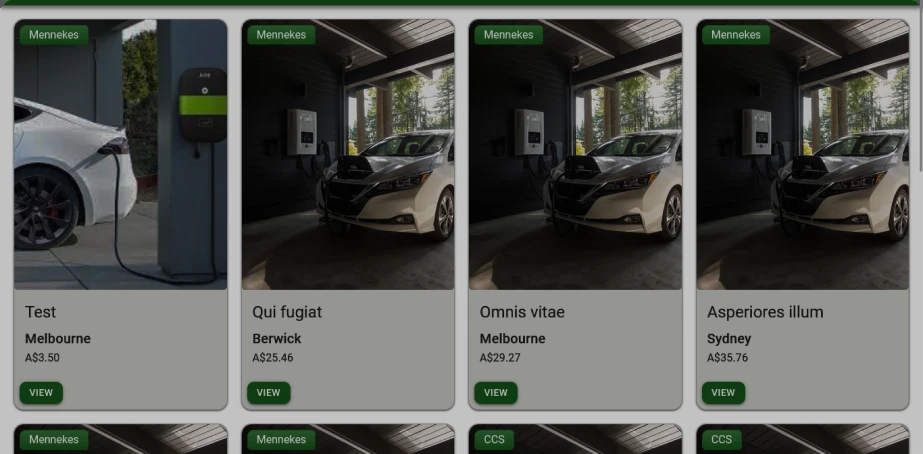 Mennekes
Mennekes
Mennekes
Mennekes
Test
Qui fugiat
Omnis vitae
Asperiores illum
Melbourne
Berwick
Melbourne
Sydney
A$3.50
A$25.46
A$29.27
A$35.76
VIEW
VIEW
VIEW
VIEW
Mennekes
Mennekes
CCS
CCS